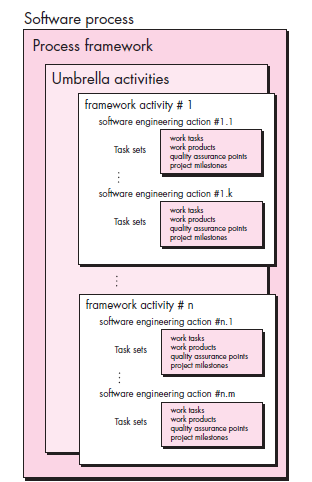 Software process
Process framework
Umbrella activities
framework activity # 1
software engineering action #1.1
Task sets
work tasks
work products
quality assurance points
project milestones
software engineering action #1.k
Task sets
work tasks
work products
quality assurance points
project milestones
framework activity # n
software engineering action #n.1
Task sets
work tasks
work products
quality assurance points
project milestones
software engineering action #n.m
Task sets
work tasks
work products
quality assurance points
project milestones